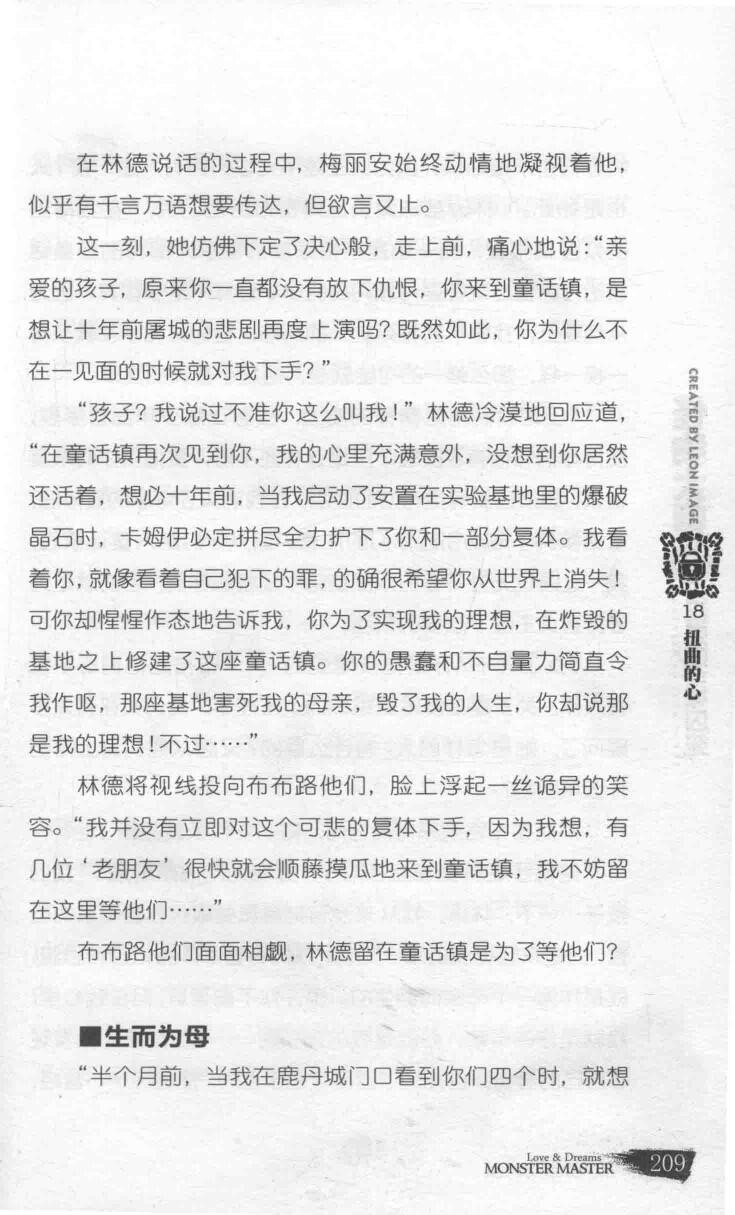 在林德说话的过程中，梅丽安始终动情地凝视着他，
似乎有千言万语想要传达，但欲言又止。
这一刻，她仿佛下定了决心般，走上前，痛心地说：“亲
爱的孩子，原来你一直都没有放下仇恨，你来到童话镇，是
想让十年前屠城的悲剧再度上演吗？既然如此，你为什么不
在一见面的时候就对我下手？”
“孩子？我说过不准你这么叫我！”林德冷漠地回应道，
“在童话镇再次见到你，我的心里充满意外，没想到你居然
还活着，想必十年前，当我启动了安置在实验基地里的爆破
晶石时，卡姆伊必定拼尽全力护下了你和一部分复体。我看
着你，就像看着自己犯下的罪，的确很希望你从世界上消失！
可你却惺惺作态地告诉我，你为了实现我的理想，在炸毁的
基地之上修建了这座童话镇。你的愚蠢和不自量力简直令
我作呕，那座基地害死我的母亲，毁了我的人生，你却说那
是我的理想！不过……”
林德将视线投向布布路他们，脸上浮起一丝诡异的笑
容。“我并没有立即对这个可悲的复体下手，因为我想，有
几位‘老朋友’很快就会顺藤摸瓜地来到童话镇，我不妨留
在这里等他们……”
布布路他们面面相觑，林德留在童话镇是为了等他们？
■生而为母
“半个月前，当我在鹿丹城门口看到你们四个时，就想
CREATED BY LEON IMAGE
18
扭曲的心
Love & Dreams
MONSTER MASTER
209